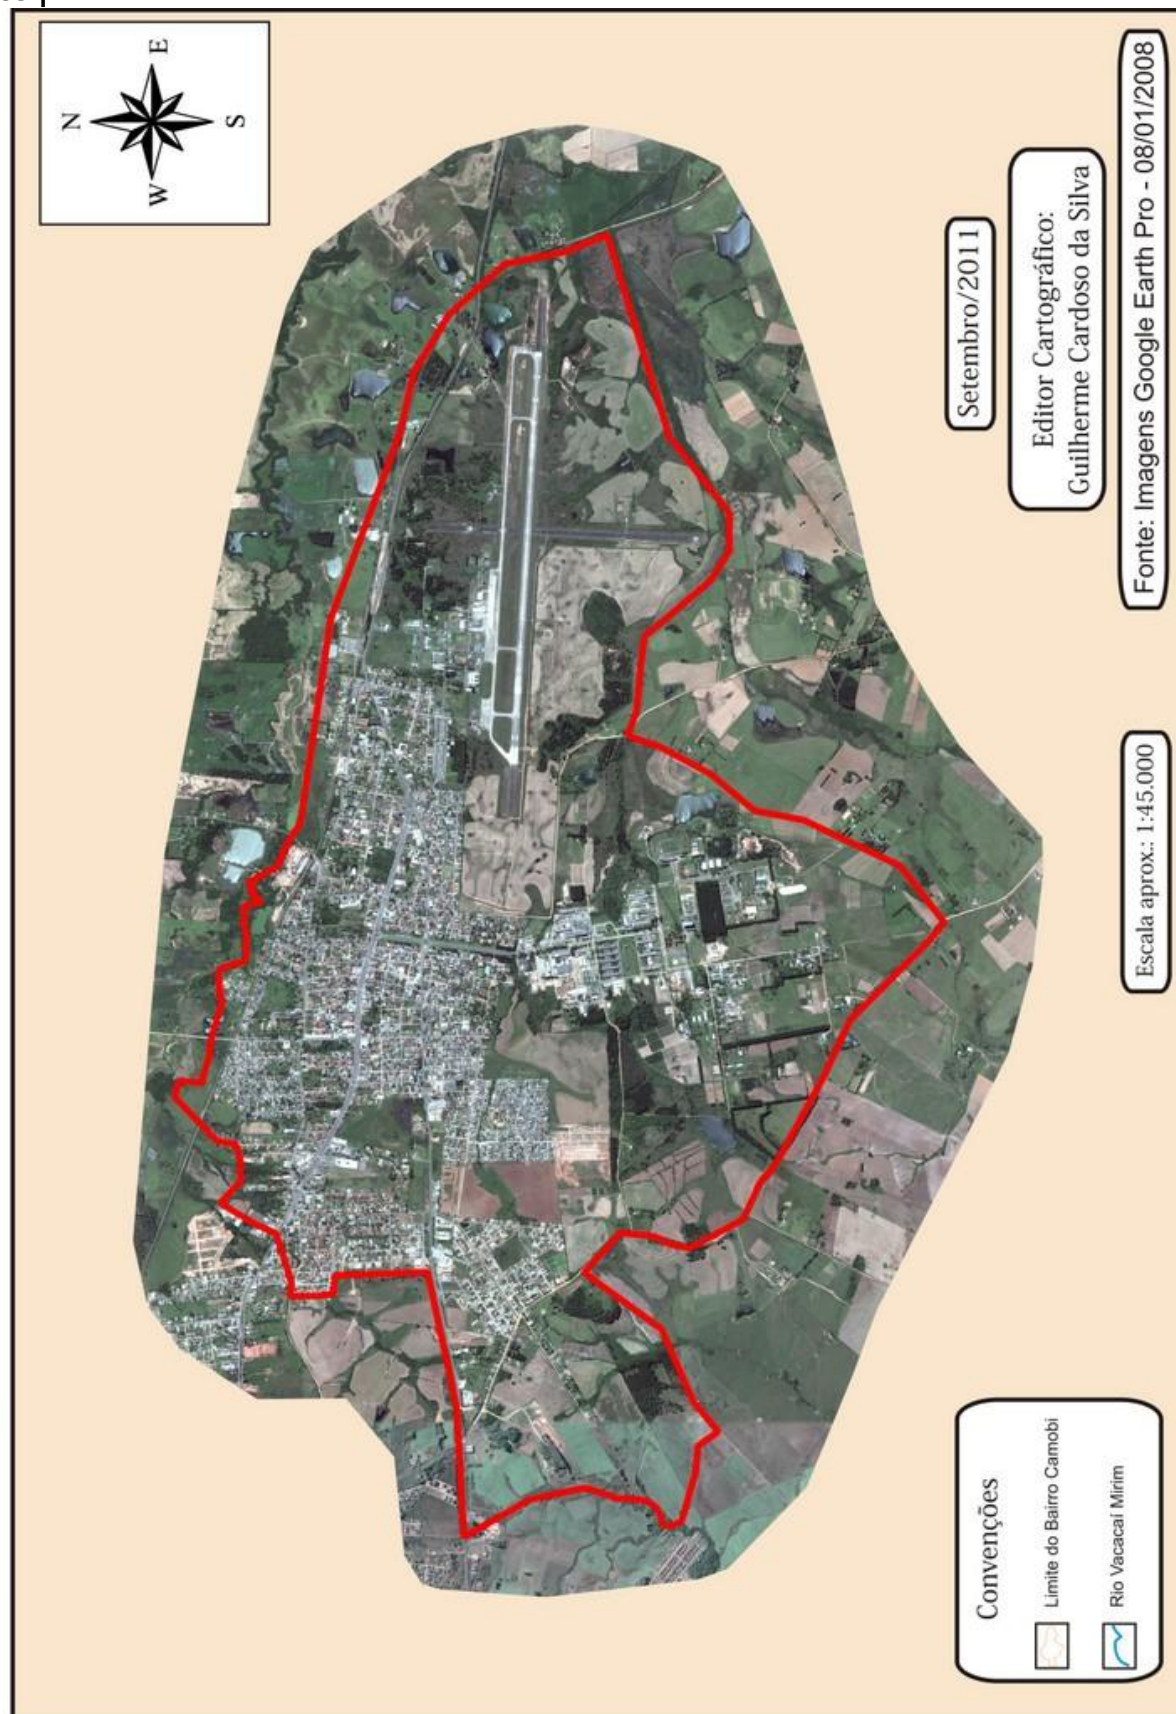 N
E
S
W
Setembro/2011
Editor Cartográfico:
Guilherme Cardoso da Silva
Fonte: Imagens Google Earth Pro - 08/01/2008
Escala aprox.: 1:45.000
Convenções
Limite do Bairro Camobi
Rio Vacacaí Mirim